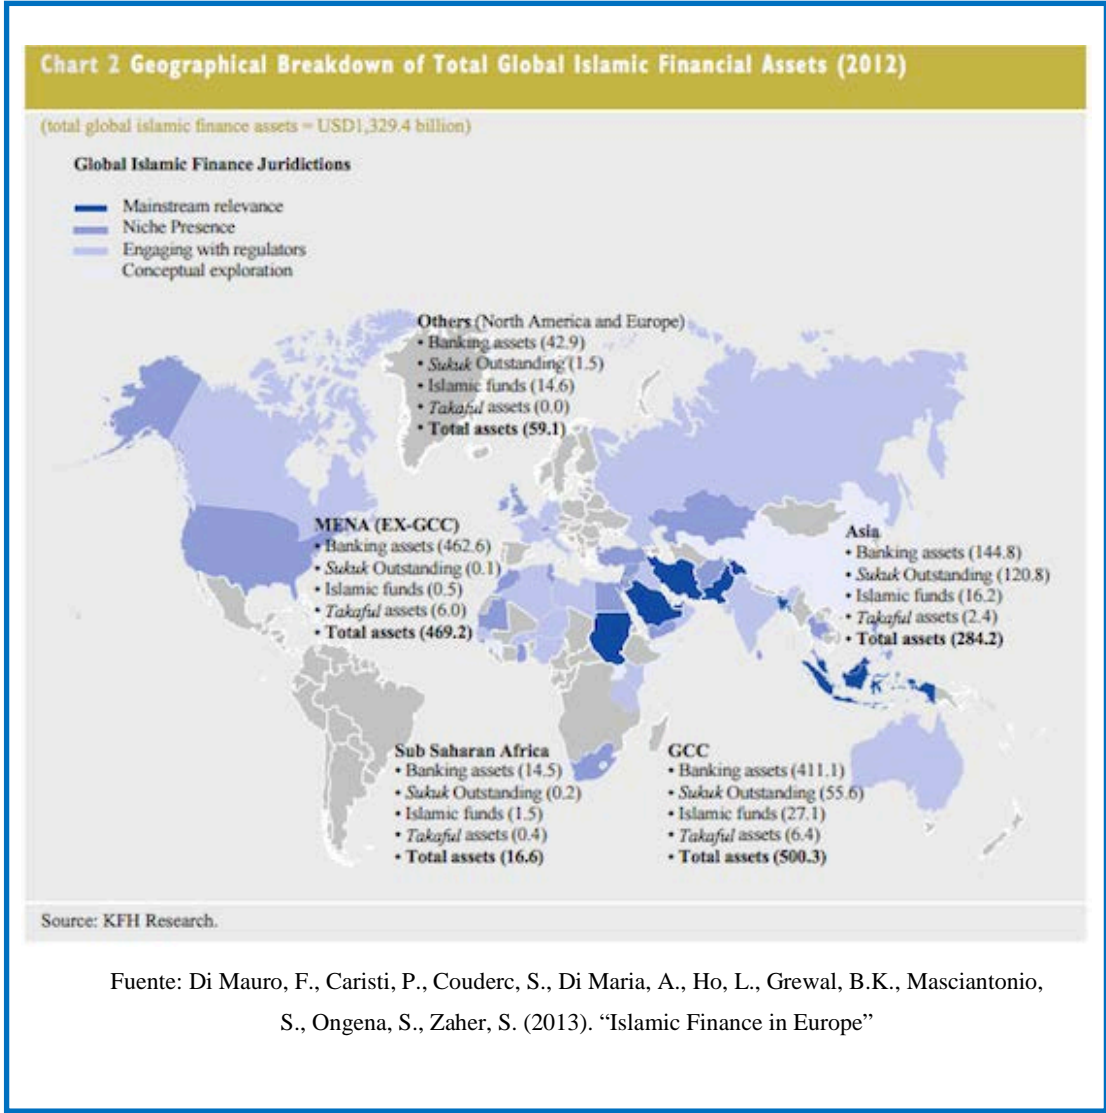 Chart 2 Geographical Breakdown of Total Global Islamic Financial Assets (2012)
(total global islamic finance assets = USD1,329.4 billion)
Global Islamic Finance Juridictions
Mainstream relevance
Niche Presence
Engaging with regulators
Conceptual exploration
Others (North America and Europe)
• Banking assets (42.9)
• Sukuk Outstanding (1.5)
• Islamic funds (14.6)
• Takaful assets (0.0)
• Total assets (59.1)
MENA (EX-GCC)
• Banking assets (462.6)
• Sukuk Outstanding (0.1)
• Islamic funds (0.5)
• Takaful assets (6.0)
• Total assets (469.2)
Asia
• Banking assets (144.8)
• Sukuk Outstanding (120.8)
• Islamic funds (16.2)
• Takaful assets (2.4)
• Total assets (284.2)
Sub Saharan Africa
• Banking assets (14.5)
• Sukuk Outstanding (0.2)
• Islamic funds (1.5)
• Takaful assets (0.4)
• Total assets (16.6)
GCC
• Banking assets (411.1)
• Sukuk Outstanding (55.6)
• Islamic funds (27.1)
• Takaful assets (6.4)
• Total assets (500.3)
Source: KFH Research.
Fuente: Di Mauro, F., Caristi, P., Couderc, S., Di Maria, A., Ho, L., Grewal, B.K., Masciantonio,
S., Ongena, S., Zaher, S. (2013). “Islamic Finance in Europe”